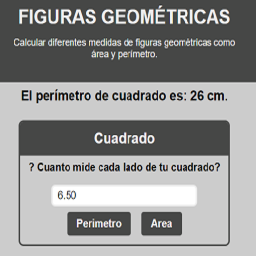 FIGURAS GEOMÉTRICAS
Calcular diferentes medidas de figuras geométricas como
área y perímetro.
El perímetro de cuadrado es: 26 cm.
Cuadrado
? Cuanto mide cada lado de tu cuadrado?
6.50
Perimetro Area